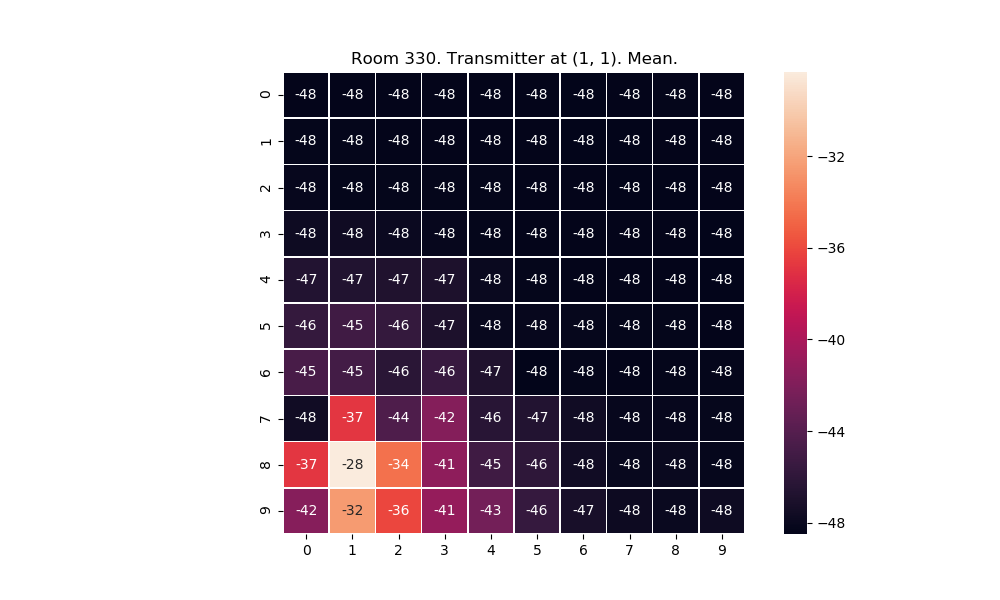 Room 330. Transmitter at (1, 1). Mean.
0 -48 -48 -48 -48 -48 -48 -48 -48 -48 -48
1 -48 -48 -48 -48 -48 -48 -48 -48 -48 -48
2 -48 -48 -48 -48 -48 -48 -48 -48 -48 -48
3 -48 -48 -48 -48 -48 -48 -48 -48 -48 -48
4 -47 -47 -47 -47 -48 -48 -48 -48 -48 -48
5 -46 -45 -46 -47 -48 -48 -48 -48 -48 -48
6 -45 -45 -46 -46 -47 -48 -48 -48 -48 -48
7 -48 -37 -44 -42 -46 -47 -48 -48 -48 -48
8 -37 -28 -34 -41 -45 -46 -48 -48 -48 -48
9 -42 -32 -36 -41 -43 -46 -47 -48 -48 -48
0 1 2 3 4 5 6 7 8 9
−32
−36
−40
−44
−48